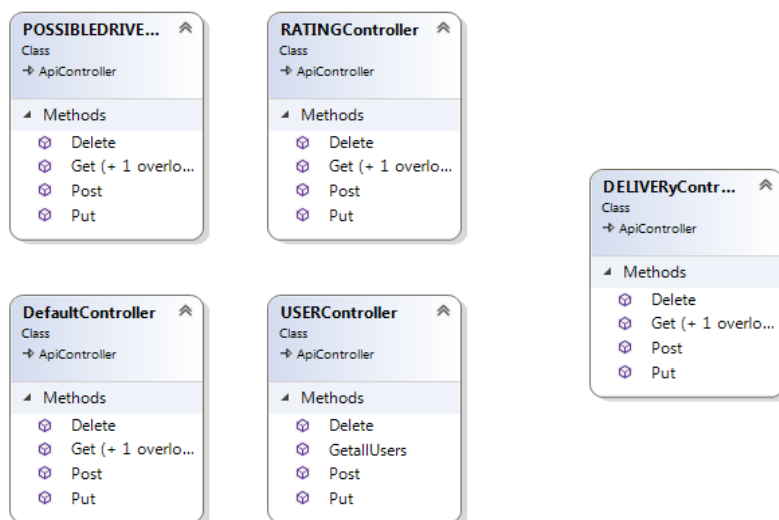 POSSIBLEDRIVE...
Class
ApiController
Methods
Delete
Get (+ 1 overlo...
Post
Put
RATINGController
Class
ApiController
Methods
Delete
Get (+ 1 overlo...
Post
Put
DELIVERyContr...
Class
ApiController
Methods
Delete
Get (+ 1 overlo...
Post
Put
DefaultController
Class
ApiController
Methods
Delete
Get (+ 1 overlo...
Post
Put
USERController
Class
ApiController
Methods
Delete
GetallUsers
Post
Put